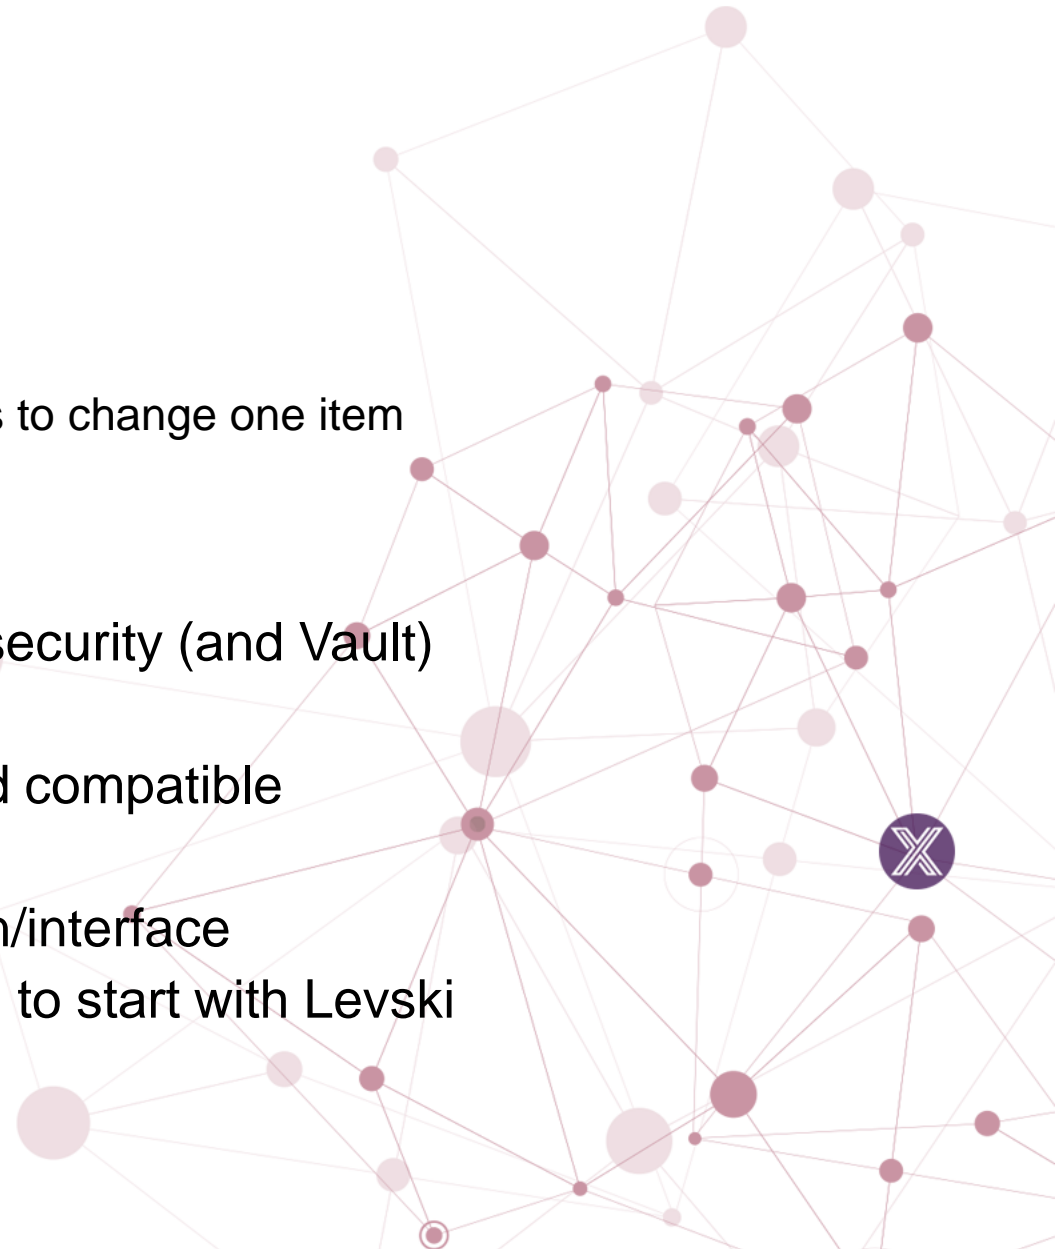 to change one item
security (and Vault)
compatible
/interface
to start with Levski